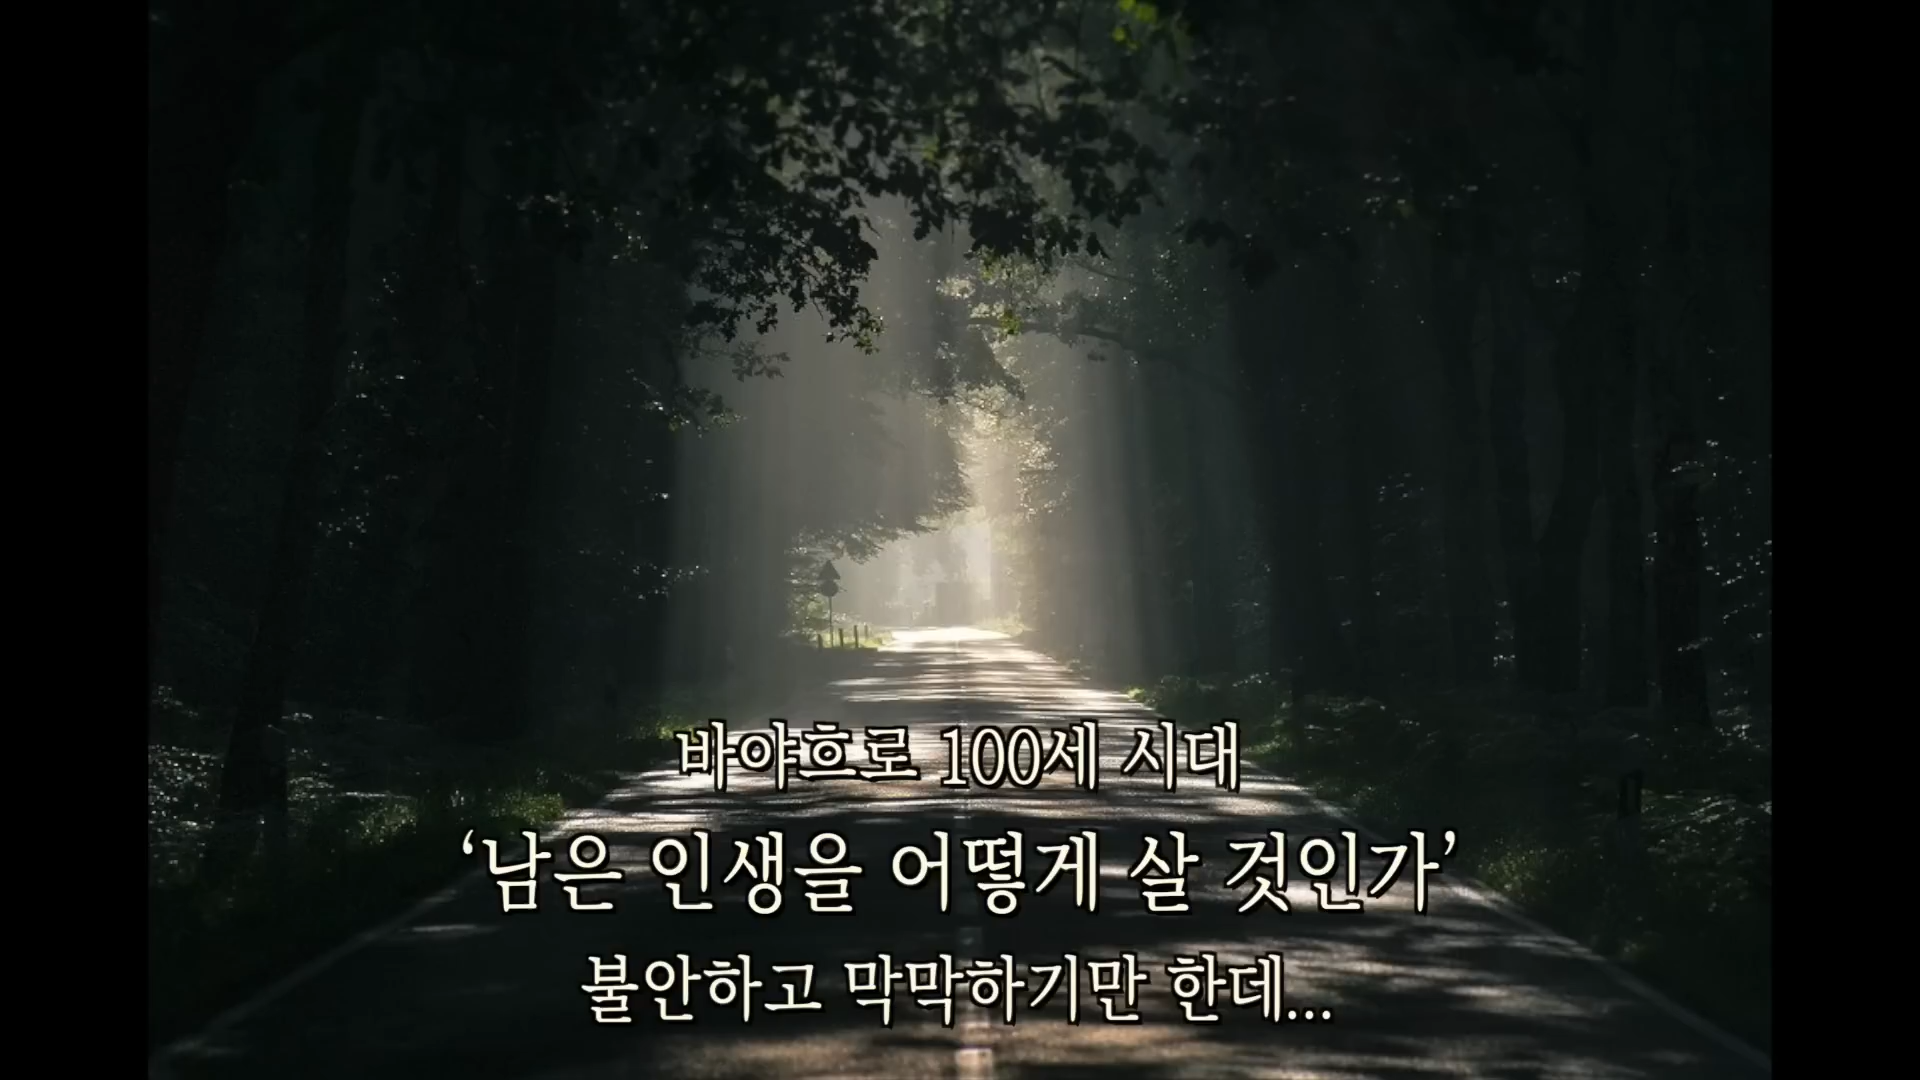 바야흐로 100세 시대
‘남은 인생을 어떻게 살 것인가’
불안하고 막막하기만 한데...